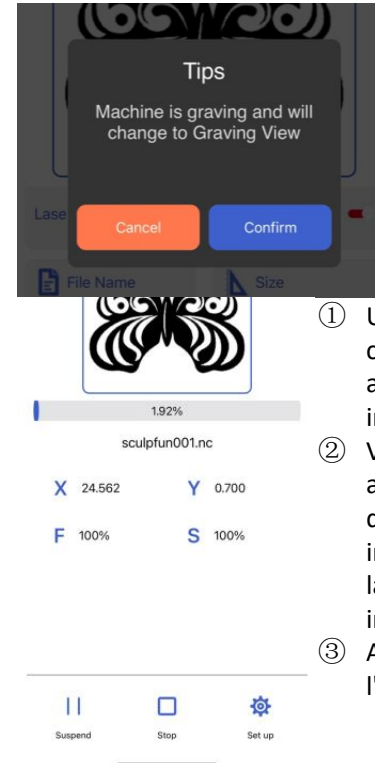 Tips
Machine is graving and will
change to Graving View
Cancel
Confirm
File Name
Size
1.92%
sculpfun001.nc
X 24.562 Y 0.700
F 100% S 100%
Suspend Stop Set up
①
②
③